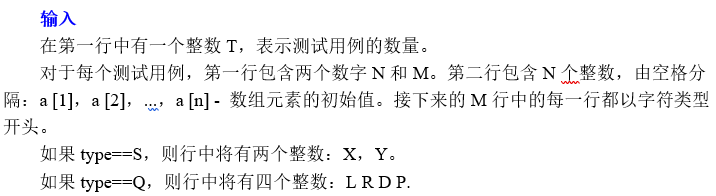 输入
在第一行中有一个整数 T，表示测试用例的数量。
对于每个测试用例，第一行包含两个数字 N 和 M。第二行包含 N 个整数，由空格分
隔：a [1]，a [2]，...，a [n] - 数组元素的初始值。接下来的 M 行中的每一行都以字符类型
开头。
如果 type==S，则行中将有两个整数：X，Y。
如果 type==Q，则行中将有四个整数：L R D P.